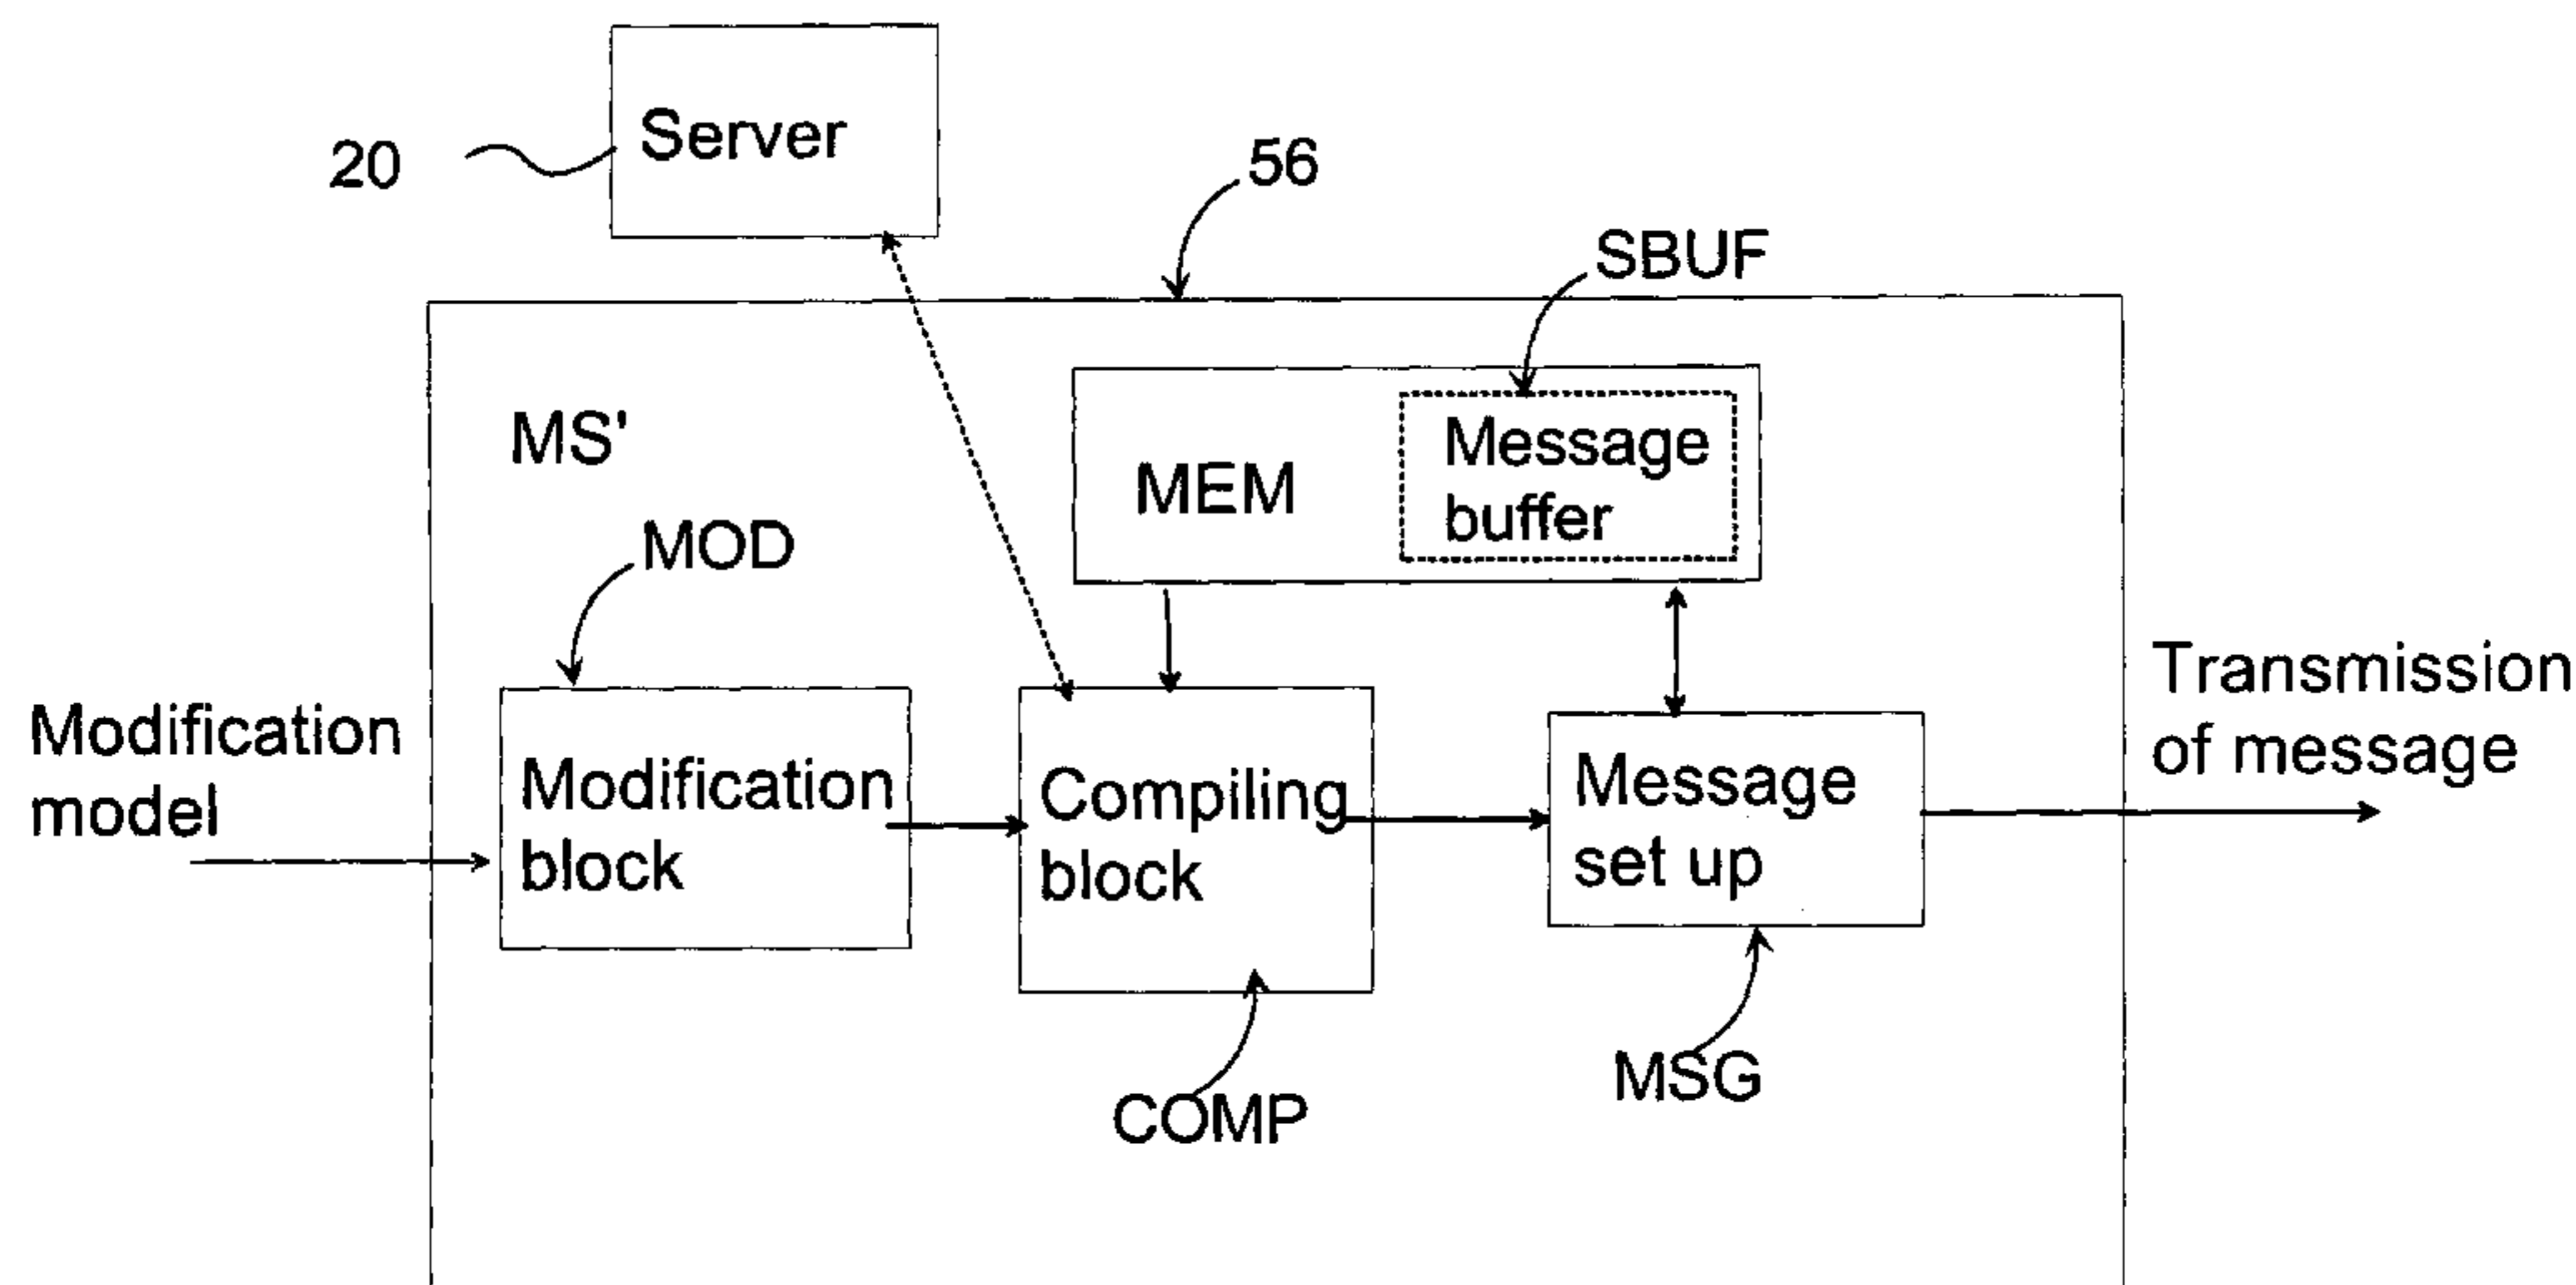 Server
20
56
SBUF
Message
buffer
MEM
MS'
MOD
Modification
model
Modification
block
Compiling
block
Message
set up
Transmission
of message
COMP
MSG